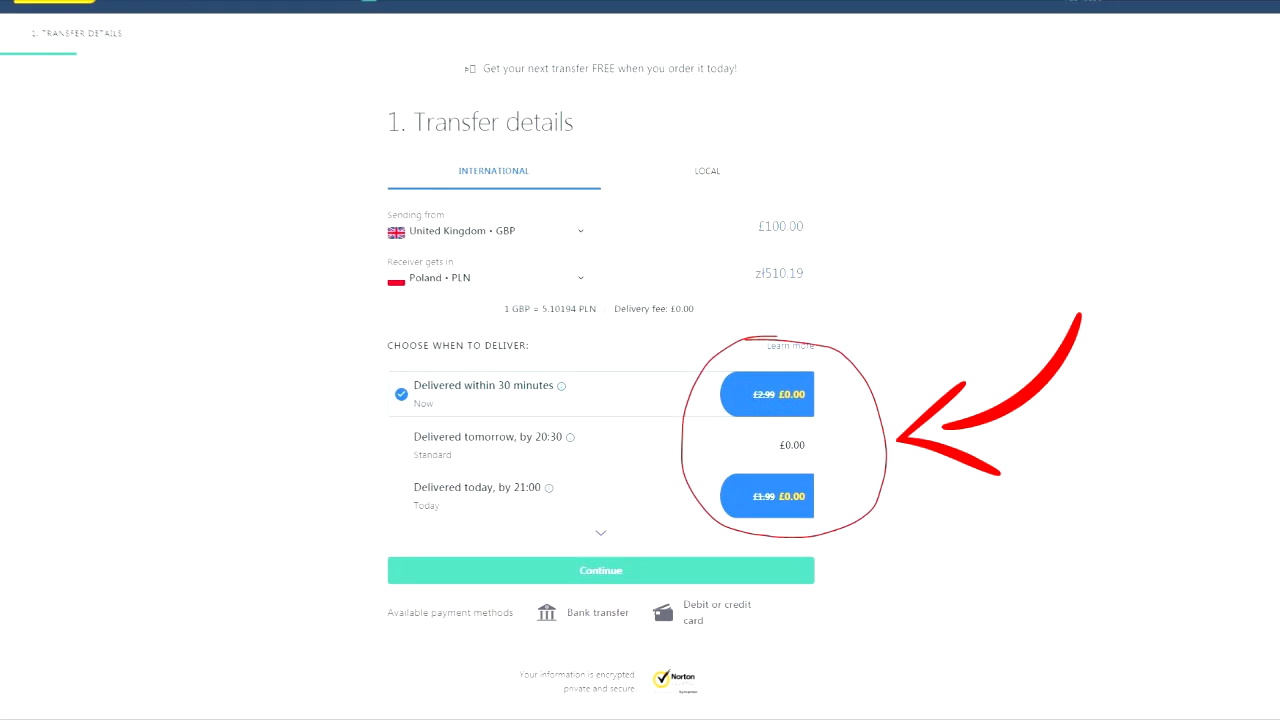 1. TRANSFER DETAILS
Get your next transfer FREE when you order it today!
1. Transfer details
INTERNATIONAL LOCAL
Sending from
United Kingdom • GBP £100.00
Receiver gets in
Poland • PLN zł510.19
1 GBP = 5.10194 PLN Delivery fee: £0.00
CHOOSE WHEN TO DELIVER: Learn more
Delivered within 30 minutes £2.99 £0.00
Now
Delivered tomorrow, by 20:30 £0.00
Standard
Delivered today, by 21:00 £1.99 £0.00
Today
Continue
Available payment methods Bank transfer Debit or credit card
Your information is encrypted,
private and secure
Norton